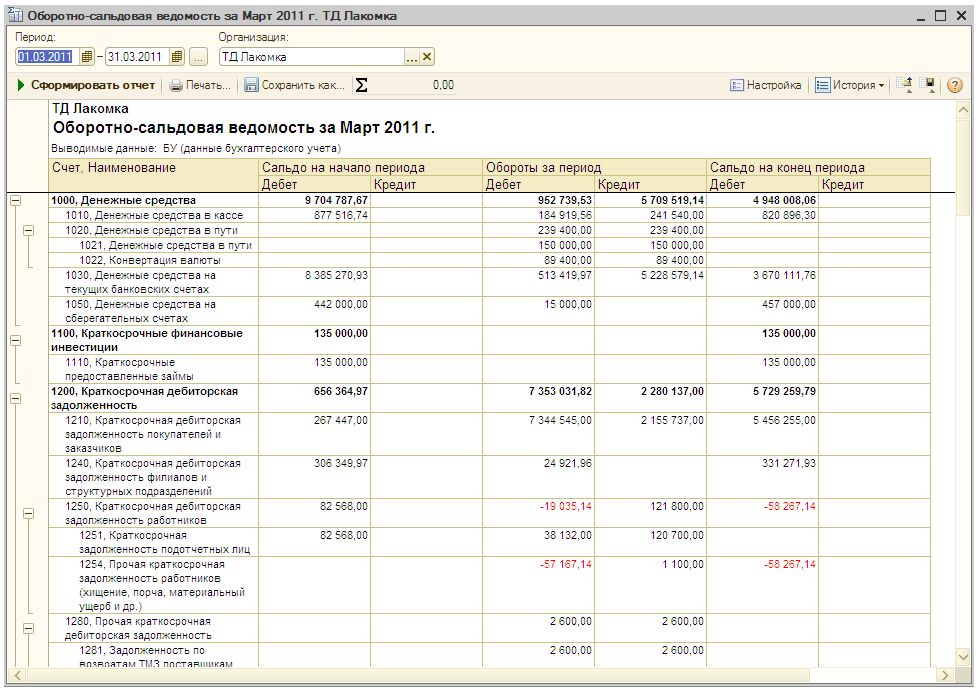 Оборотно-сальдовая ведомость за Март 2011 г. ТД Лакомка
Период:
Организация:
01.03.2011 – 31.03.2011 ... ТД Лакомка ...
Сформировать отчет Печать... Сохранить как... Σ 0,00 Настройка История ?
ТД Лакомка
Оборотно-сальдовая ведомость за Март 2011 г.
Выводимые данные: БУ (данные бухгалтерского учета)
Счет, Наименование Сальдо на начало периода Обороты за период Сальдо на конец периода
Дебет Кредит Дебет Кредит Дебет Кредит
1000, Денежные средства 9 704 787,67 952 739,53 5 709 519,14 4 948 008,06
1010, Денежные средства в кассе 877 516,74 184 919,56 241 540,00 820 896,30
1020, Денежные средства в пути 239 400,00 239 400,00
1021, Денежные средства в пути 150 000,00 150 000,00
1022, Конвертация валюты 89 400,00 89 400,00
1030, Денежные средства на 8 385 270,93 513 419,97 5 228 579,14 3 670 111,76
текущих банковских счетах
1050, Денежные средства на 442 000,00 15 000,00 457 000,00
сберегательных счетах
1100, Краткосрочные финансовые 135 000,00 135 000,00
инвестиции
1110, Краткосрочные 135 000,00 135 000,00
предоставленные займы
1200, Краткосрочная дебиторская 656 364,97 7 353 031,82 2 280 137,00 5 729 259,79
задолженность
1210, Краткосрочная дебиторская 267 447,00 7 344 545,00 2 155 737,00 5 456 255,00
задолженность покупателей и
заказчиков
1240, Краткосрочная дебиторская 306 349,97 24 921,96 331 271,93
задолженность филиалов и
структурных подразделений
1250, Краткосрочная дебиторская 82 568,00 -19 035,14 121 800,00 -58 267,14
задолженность работников
1251, Краткосрочная 82 568,00 38 132,00 120 700,00
задолженность подотчетных лиц
1254, Прочая краткосрочная -57 167,14 1 100,00 -58 267,14
задолженность работников
(хищение, порча, материальный
ущерб и др.)
1280, Прочая краткосрочная 2 600,00 2 600,00
дебиторская задолженность
1281, Задолженность по 2 600,00 2 600,00
возвратам ТМЗ поставщикам